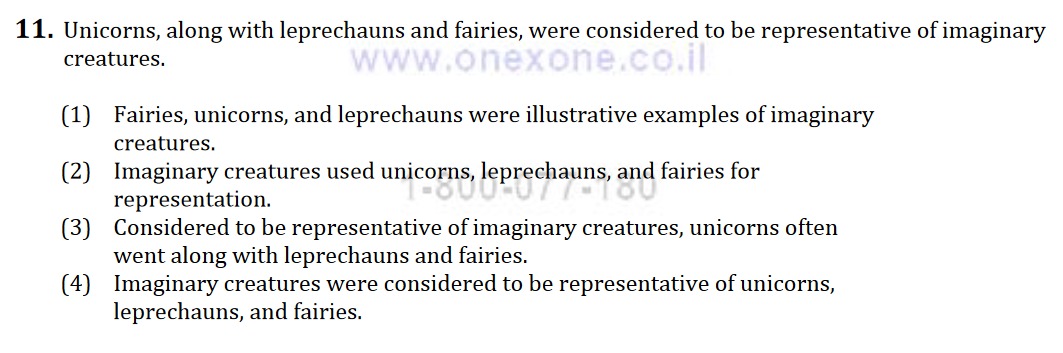 11. Unicorns, along with leprechauns and fairies, were considered to be representative of imaginary
creatures.
www.onexone.co.il
(1) Fairies, unicorns, and leprechauns were illustrative examples of imaginary
creatures.
(2) Imaginary creatures used unicorns, leprechauns, and fairies for
1-800-077-180
representation.
(3) Considered to be representative of imaginary creatures, unicorns often
went along with leprechauns and fairies.
(4) Imaginary creatures were considered to be representative of unicorns,
leprechauns, and fairies.